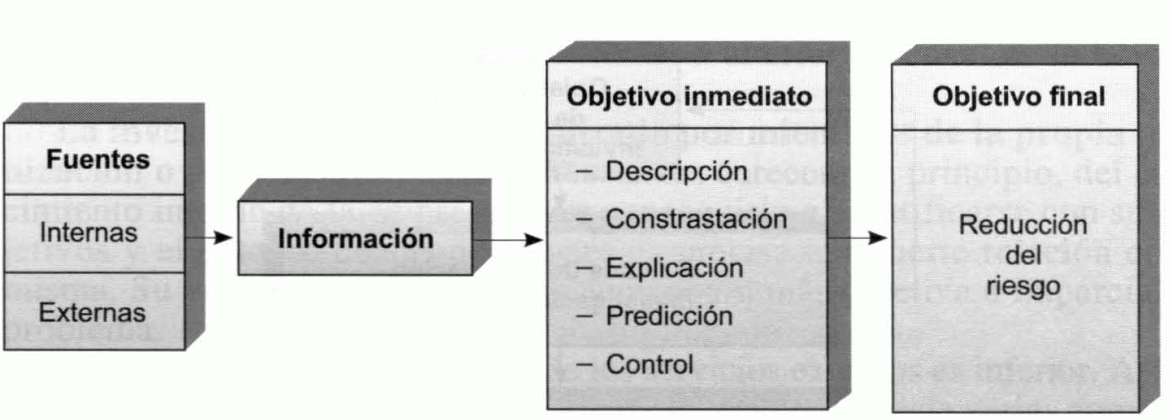 Fuentes
Internas
Externas
Información
Objetivo inmediato
– Descripción
– Constrastación
– Explicación
– Predicción
– Control
Objetivo final
Reducción
del
riesgo